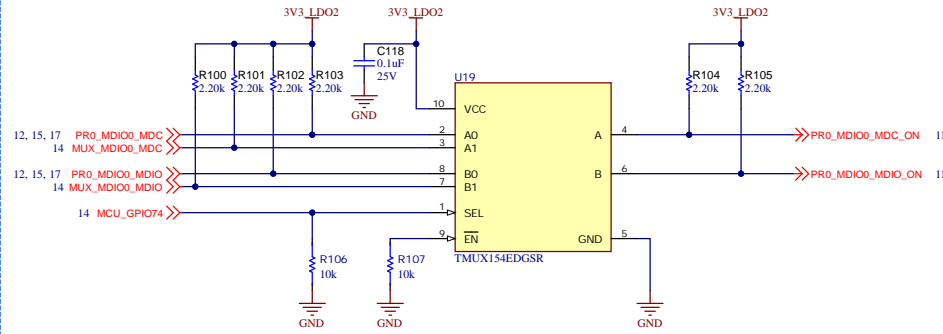 3V3_LDO2 3V3_LDO2 3V3_LDO2
C118
0.1uF
25V
GND
R100 R101 R102 R103
2.20k 2.20k 2.20k 2.20k
R104 R105
2.20k 2.20k
U19
10 VCC
12, 15, 17 PR0_MDIO0_MDC 2 A0 A 4 PR0_MDIO0_MDC_ON
14 MUX_MDIO0_MDC 3 A1
12, 15, 17 PR0_MDIO0_MDIO 8 B0 B 6 PR0_MDIO0_MDIO_ON
14 MUX_MDIO0_MDIO 7 B1
14 MCU_GPIO74 1 SEL
9 EN GND 5
TMUX154EDGSR
R106
10k
R107
10k
GND GND GND